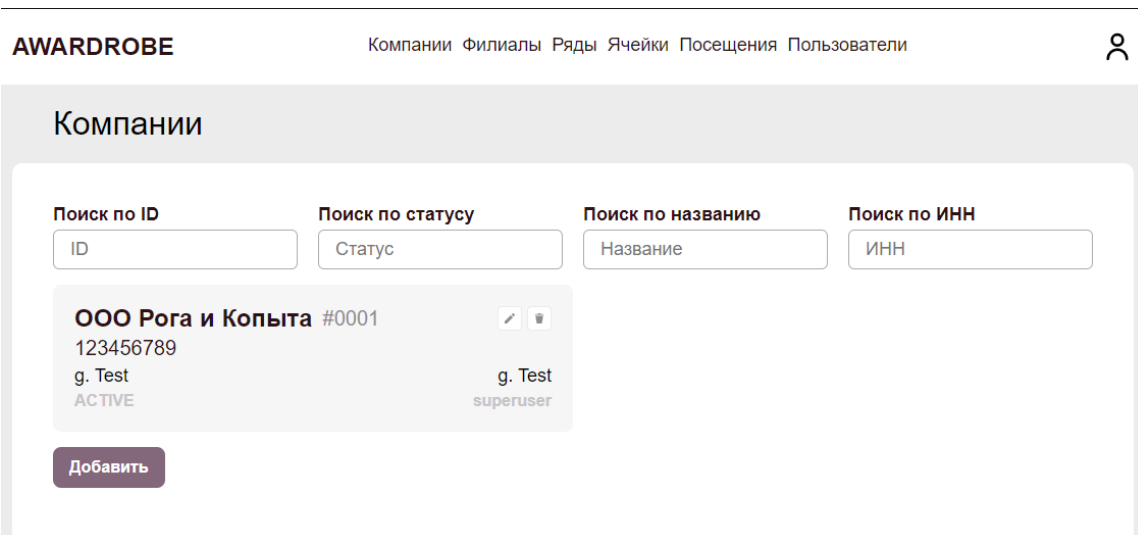 AWARDROBE Компании Филиалы Ряды Ячейки Посещения Пользователи
Компании
Поиск по ID Поиск по статусу Поиск по названию Поиск по ИНН
ID Статус Название ИНН
ООО Рога и Копыта #0001
123456789
g. Test g. Test
ACTIVE superuser
Добавить